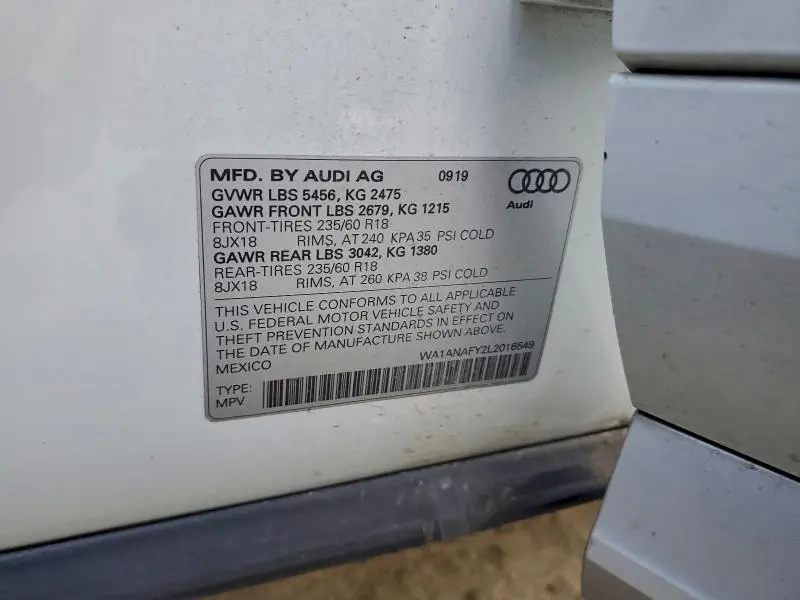 MFD. BY AUDI AG 0919
GVWR LBS 5456, KG 2475
GAWR FRONT LBS 2679, KG 1215
Audi
FRONT-TIRES 235/60 R18
8JX18 RIMS, AT 240 KPA 35 PSI COLD
GAWR REAR LBS 3042, KG 1380
REAR-TIRES 235/60 R18
8JX18 RIMS, AT 260 KPA 38 PSI COLD
THIS VEHICLE CONFORMS TO ALL APPLICABLE
U.S. FEDERAL MOTOR VEHICLE SAFETY AND
THEFT PREVENTION STANDARDS IN EFFECT ON
THE DATE OF MANUFACTURE SHOWN ABOVE.
MEXICO WA1ANAFY2L2016549
TYPE:
MPV